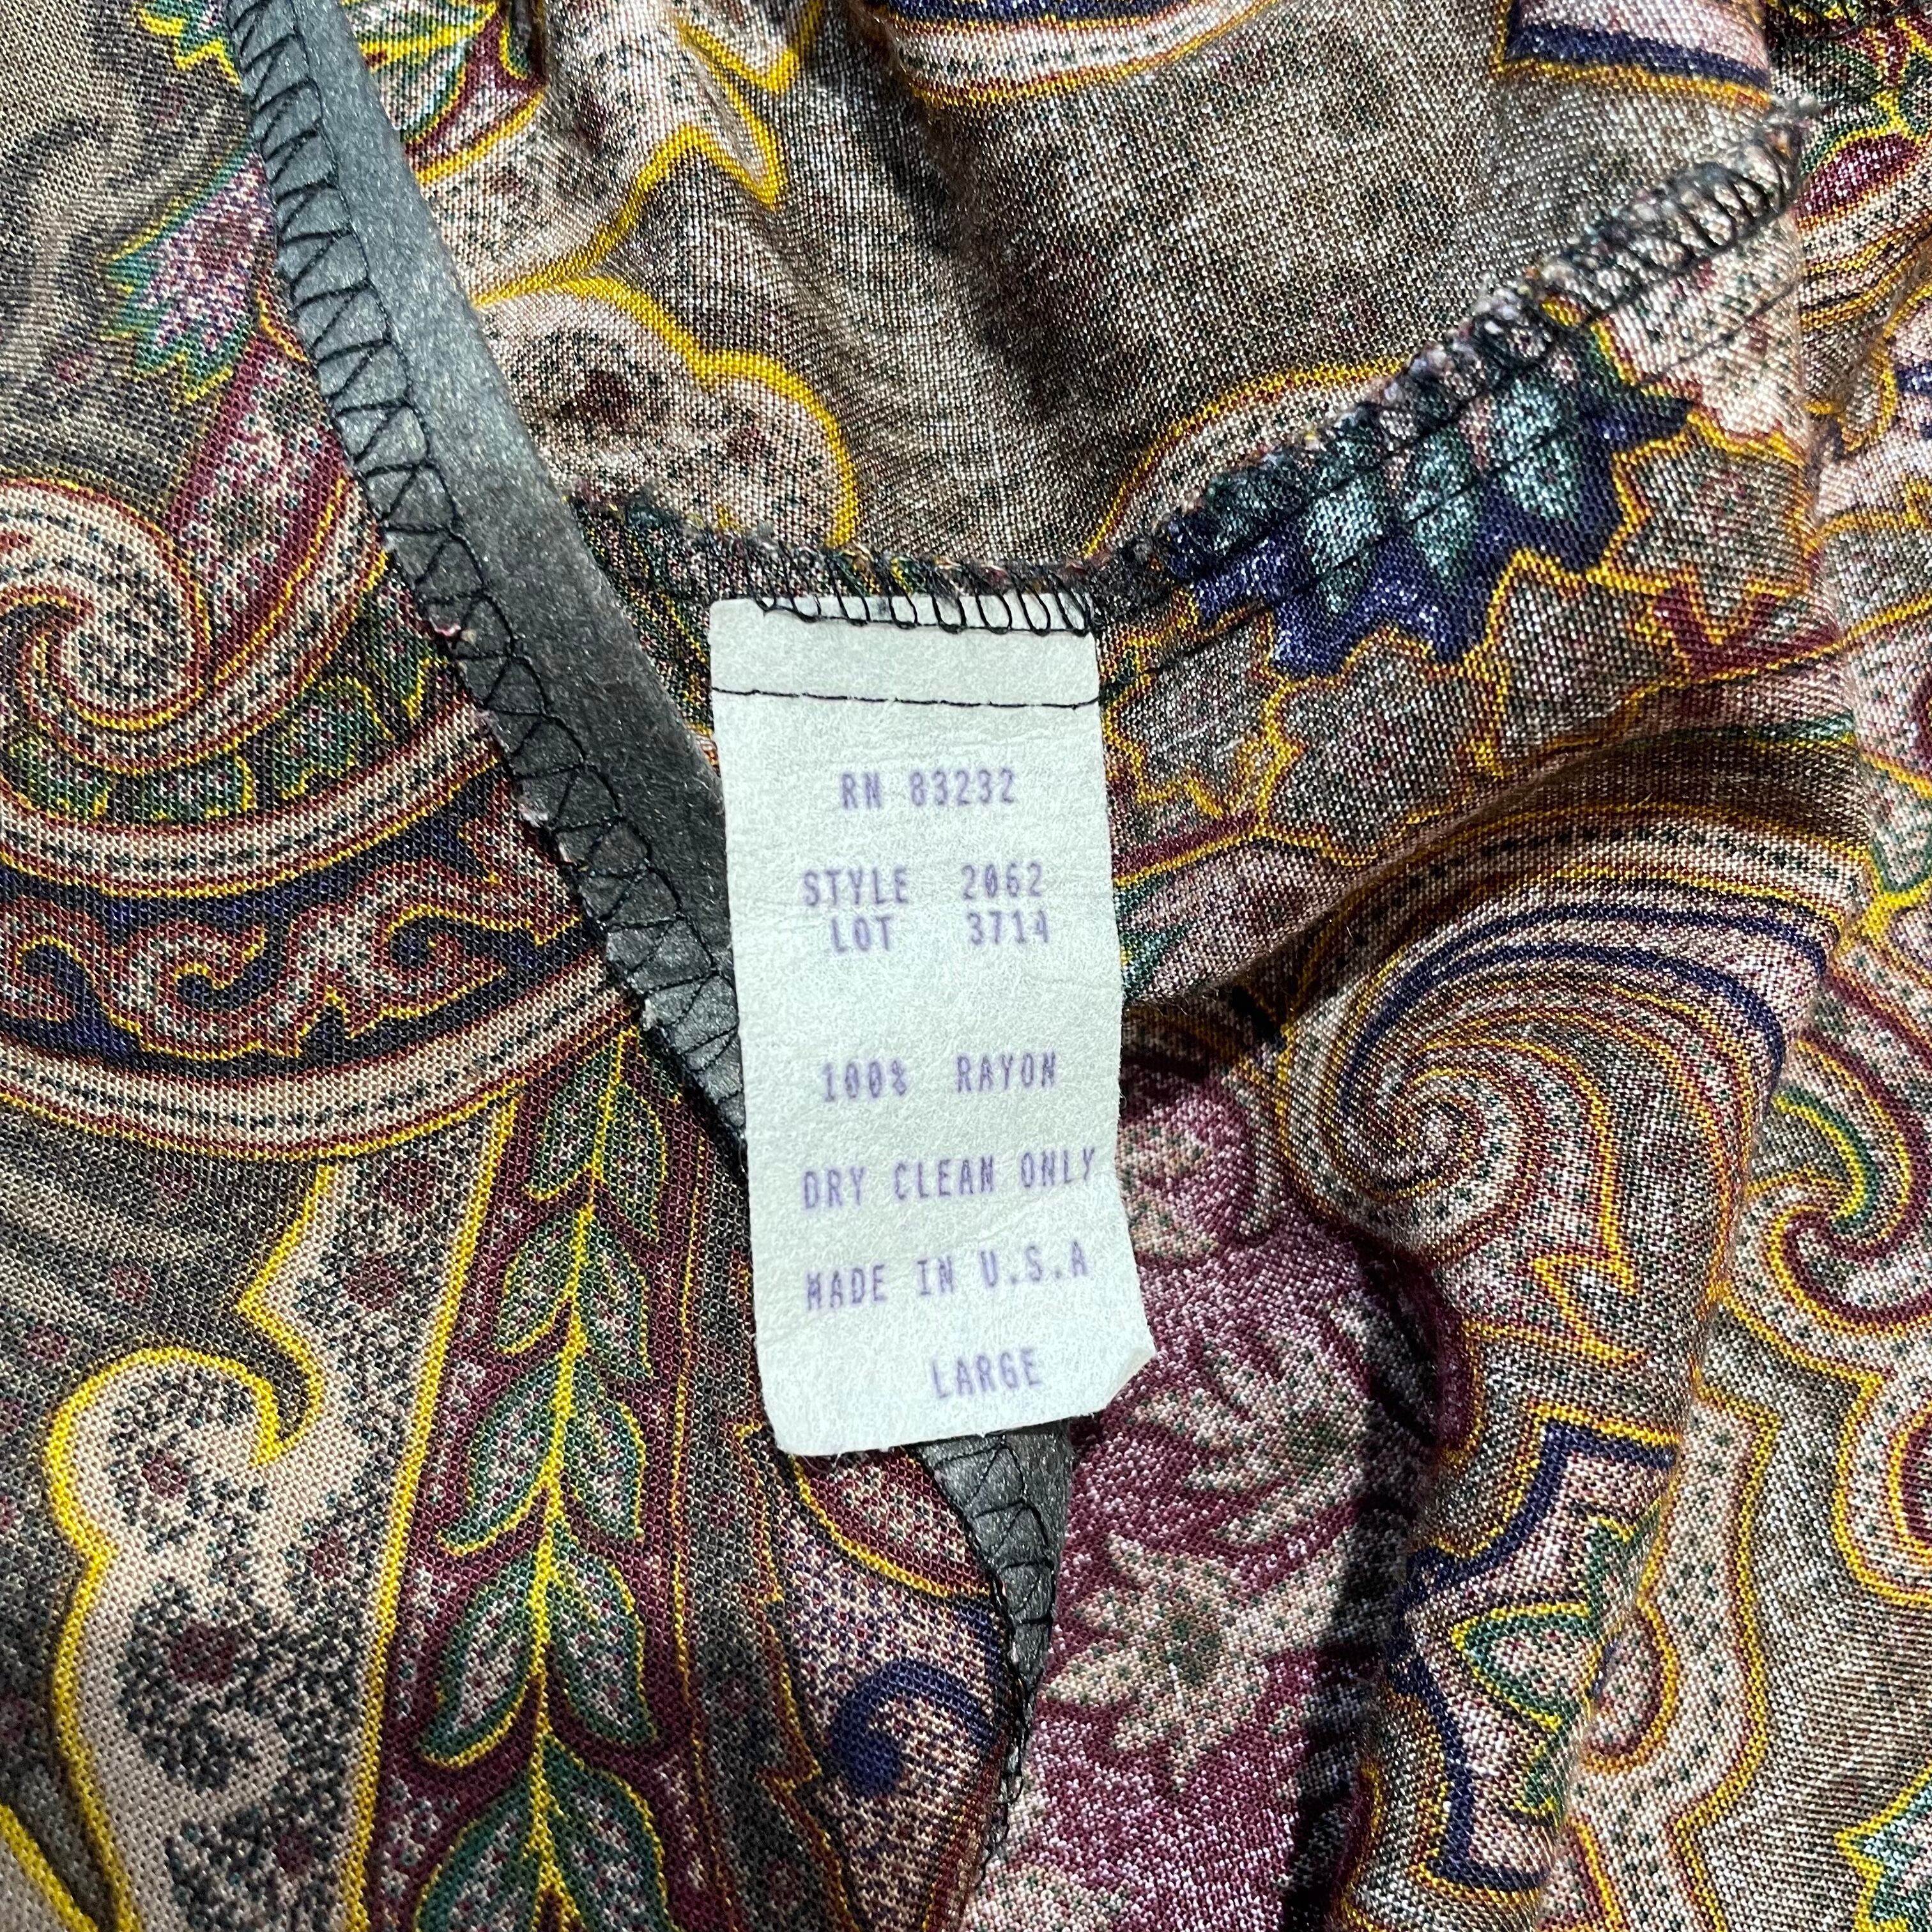 RN 83232
STYLE 2062
LOT 3714
100% RAYON
DRY CLEAN ONLY
MADE IN U.S.A
LARGE